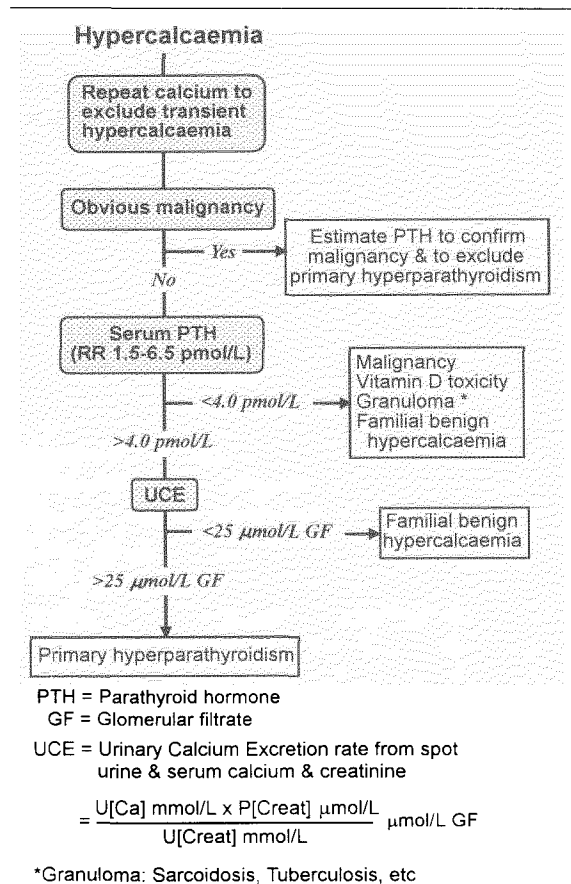 Hypercalcaemia
Repeat calcium to
exclude transient
hypercalcaemia
Obvious malignancy
Yes
Estimate PTH to confirm
malignancy & to exclude
primary hyperparathyroidism
No
Serum PTH
(RR 1.5-6.5 pmol/L)
<4.0 pmol/L
Malignancy
Vitamin D toxicity
Granuloma *
Familial benign
hypercalcaemia
>4.0 pmol/L
UCE
<25 µmol/L GF
Familial benign
hypercalcaemia
>25 µmol/L GF
Primary hyperparathyroidism
PTH = Parathyroid hormone
GF = Glomerular filtrate
UCE = Urinary Calcium Excretion rate from spot
urine & serum calcium & creatinine
= U[Ca] mmol/L x P[Creat] µmol/L
U[Creat] mmol/L
µmol/L GF
*Granuloma: Sarcoidosis, Tuberculosis, etc